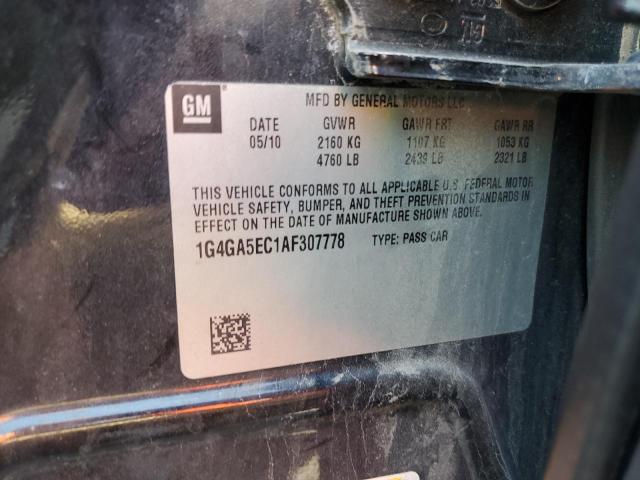 GM
MFD BY GENERAL MOTORS LLC
DATE GVWR GAWR FRT GAWR RR
05/10 2160 KG 1107 KG 1053 KG
4760 LB 2439 LB 2321 LB
THIS VEHICLE CONFORMS TO ALL APPLICABLE U.S. FEDERAL MOTOR
VEHICLE SAFETY, BUMPER, AND THEFT PREVENTION STANDARDS IN
EFFECT ON THE DATE OF MANUFACTURE SHOWN ABOVE.
1G4GA5EC1AF307778 TYPE: PASS CAR